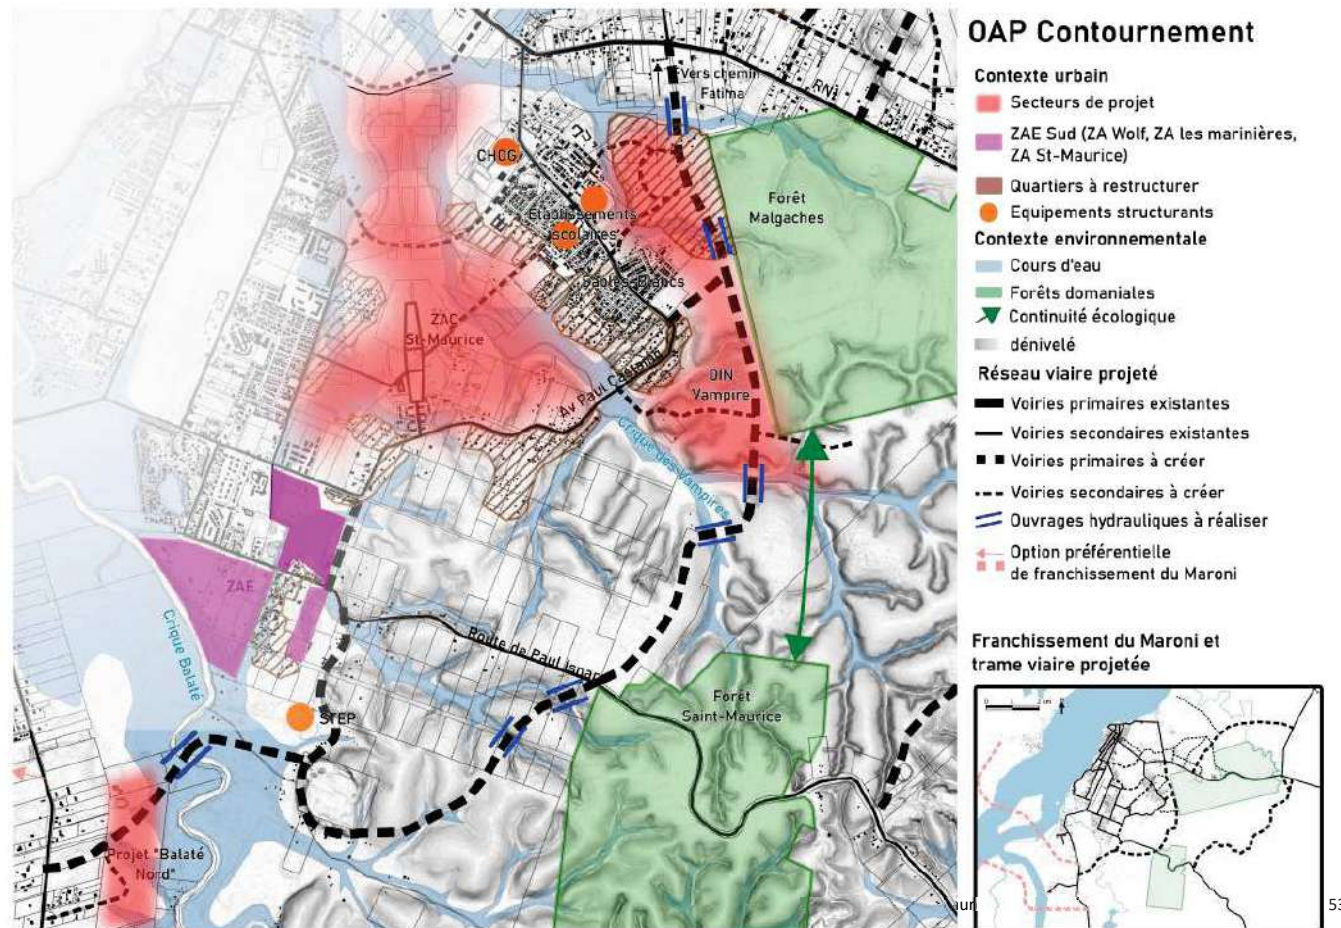 OAP Contournement
Contexte urbain
Secteurs de projet
ZAE Sud (ZA Wolf, ZA les marinières,
ZA St-Maurice)
Quartiers à restructurer
Equipements structurants
Contexte environnementale
Cours d'eau
Forêts domaniales
Continuité écologique
dénivelé
Réseau viaire projeté
Voiries primaires existantes
Voiries secondaires existantes
Voiries primaires à créer
Voiries secondaires à créer
Ouvrages hydrauliques à réaliser
Option préférentielle
de franchissement du Maroni
Franchissement du Maroni et
trame viaire projetée
Vers chemin
Fatima
RN1
CHOG
Etablissements
scolaires
Sables-Blancs
Forêt
Malgaches
ZAC
St-Maurice
OIN
Vampire
Av Paul Castaing
Crique des Vampires
ZAE
Crique Balaté
Route de Paul Isnard
Forêt
Saint-Maurice
STEP
Projet "Balaté
Nord"
53